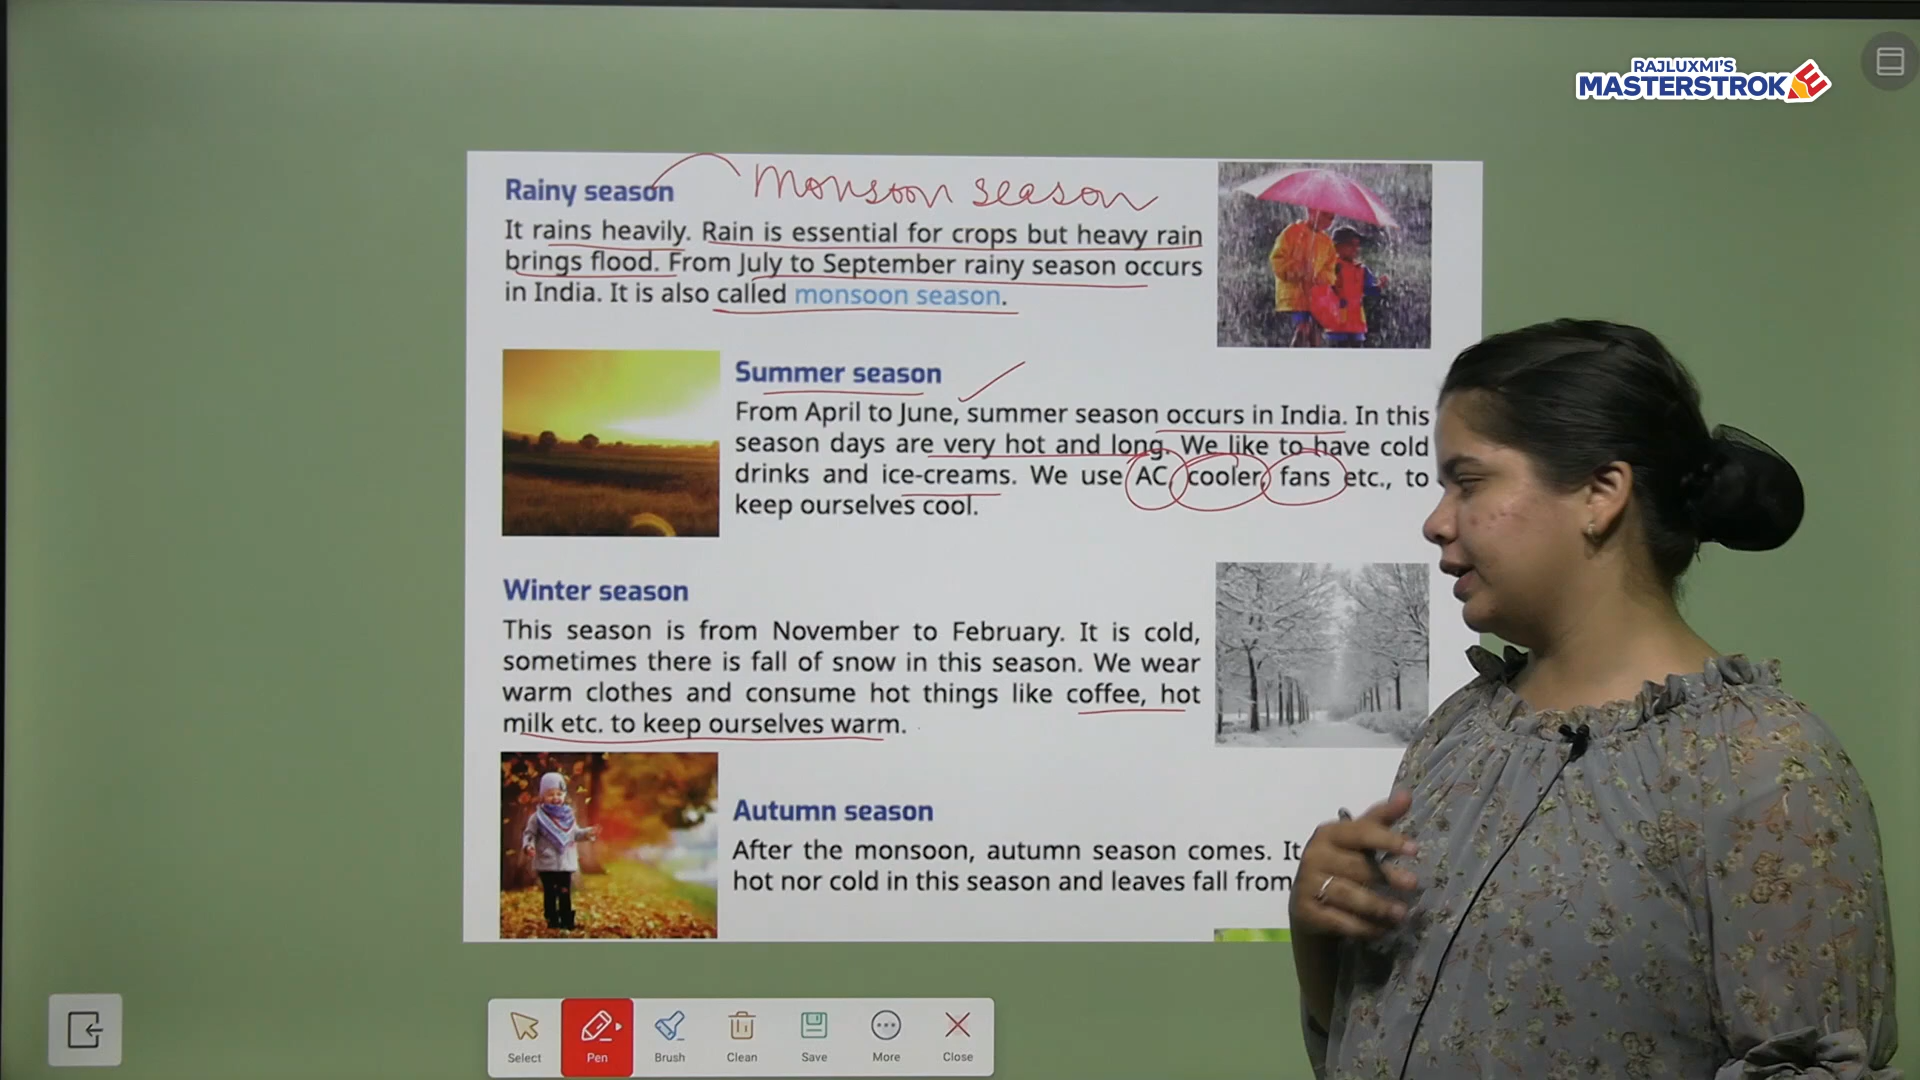 RAJLUXMI'S
MASTERSTROKE
Rainy season
monsoon season
It rains heavily. Rain is essential for crops but heavy rain
brings flood. From July to September rainy season occurs
in India. It is also called monsoon season.
Summer season
From April to June, summer season occurs in India. In this
season days are very hot and long. We like to have cold
drinks and ice-creams. We use AC, cooler, fans etc., to
keep ourselves cool.
Winter season
This season is from November to February. It is cold,
sometimes there is fall of snow in this season. We wear
warm clothes and consume hot things like coffee, hot
milk etc. to keep ourselves warm.
Autumn season
After the monsoon, autumn season comes. It
hot nor cold in this season and leaves fall from
Select
Pen
Brush
Clean
Save
More
Close